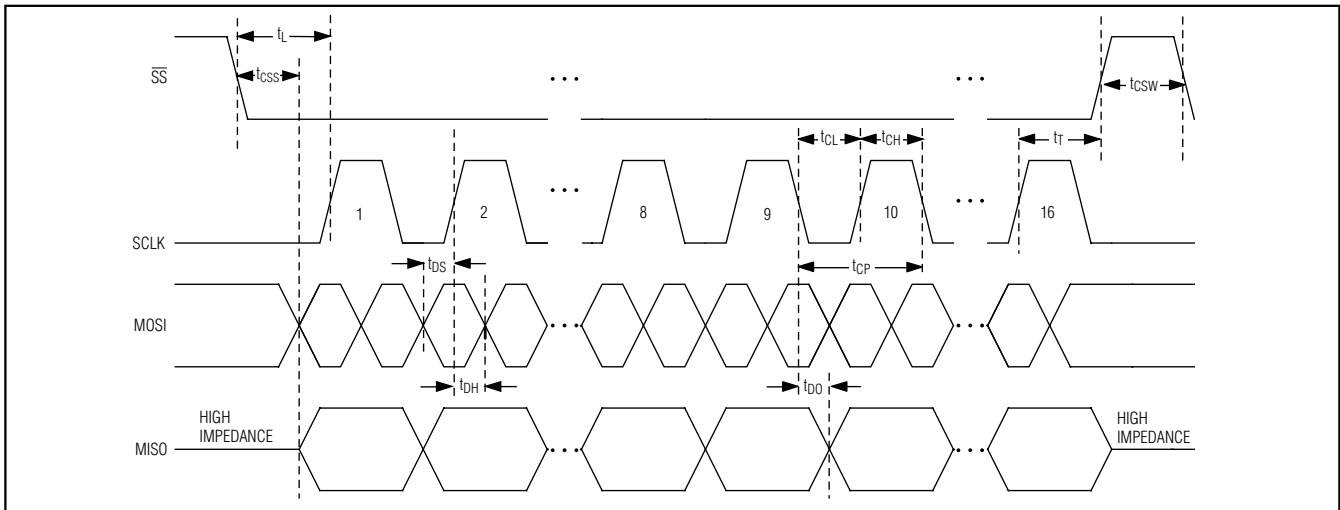 tL
tCSS
SS
tCSW
tCL
tCH
tT
1
2
8
9
10
16
SCLK
tDS
tCP
MOSI
tDH
tDO
HIGH
IMPEDANCE
MISO
HIGH
IMPEDANCE